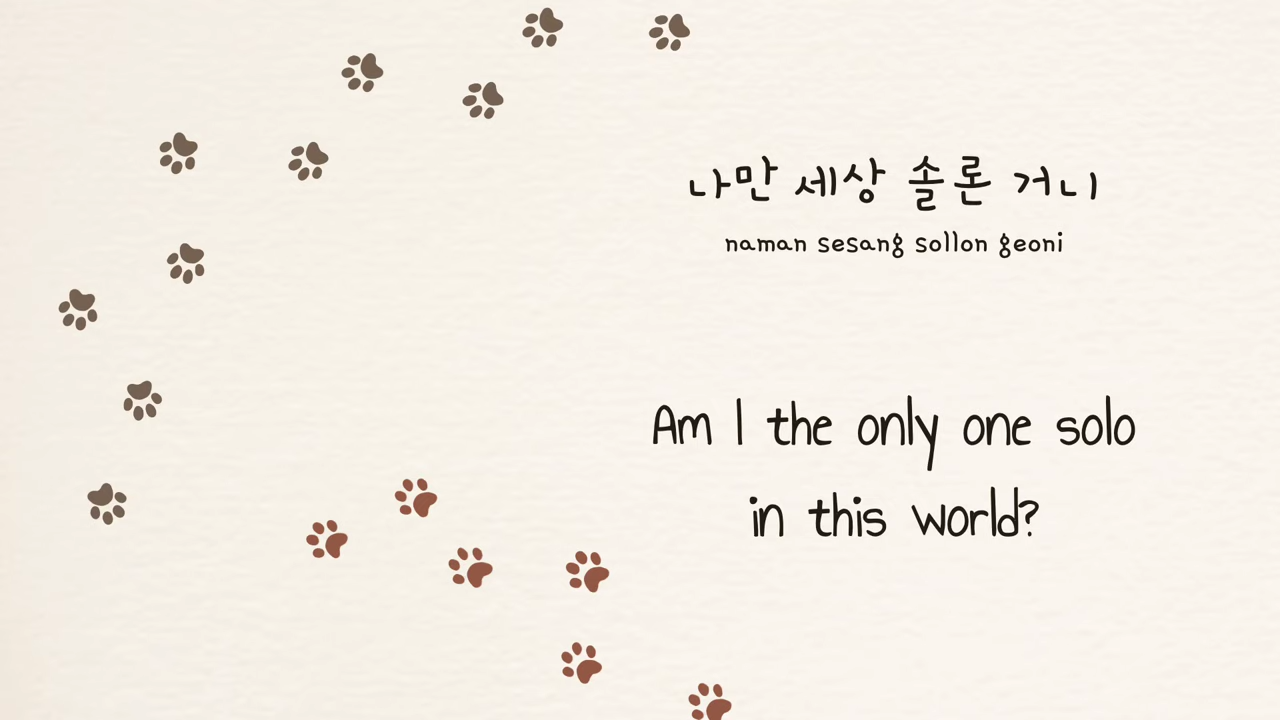 나만 세상 솔론 거니
naman sesang sollon geoni
Am I the only one solo
in this world?